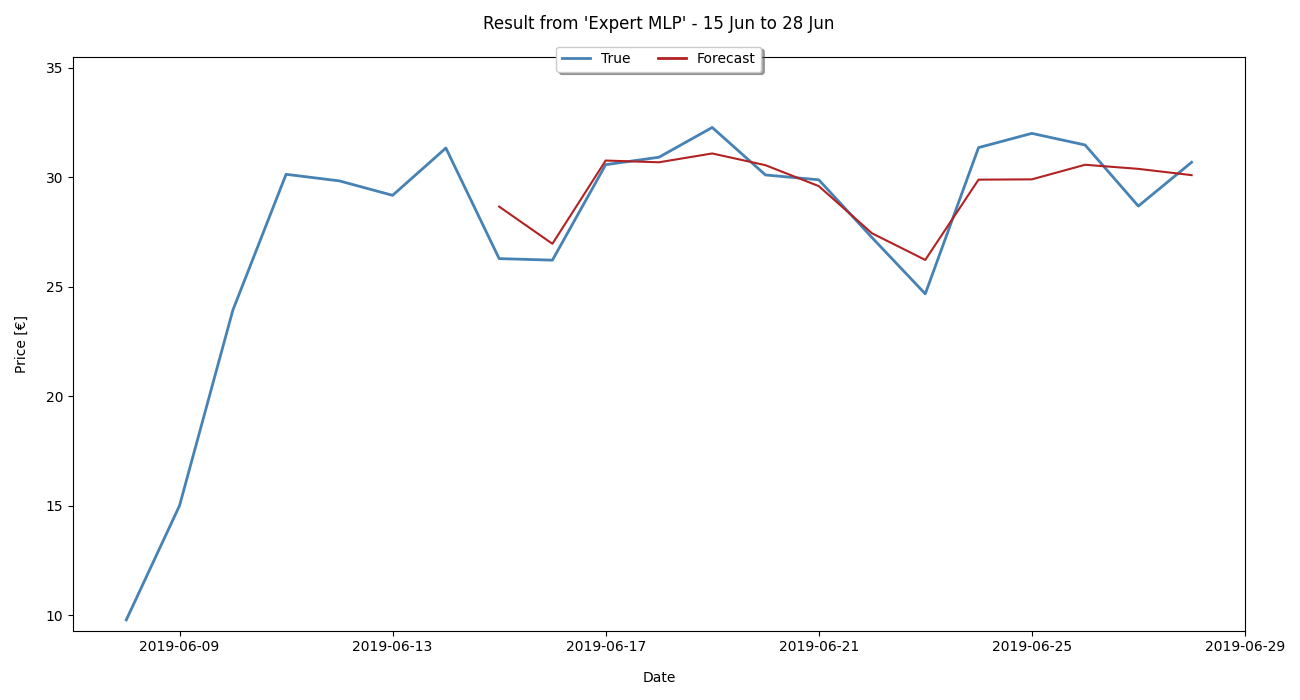 Result from 'Expert MLP' - 15 Jun to 28 Jun
True Forecast
35
30
25
20
15
10
Price [€]
2019-06-09 2019-06-13 2019-06-17 2019-06-21 2019-06-25 2019-06-29
Date